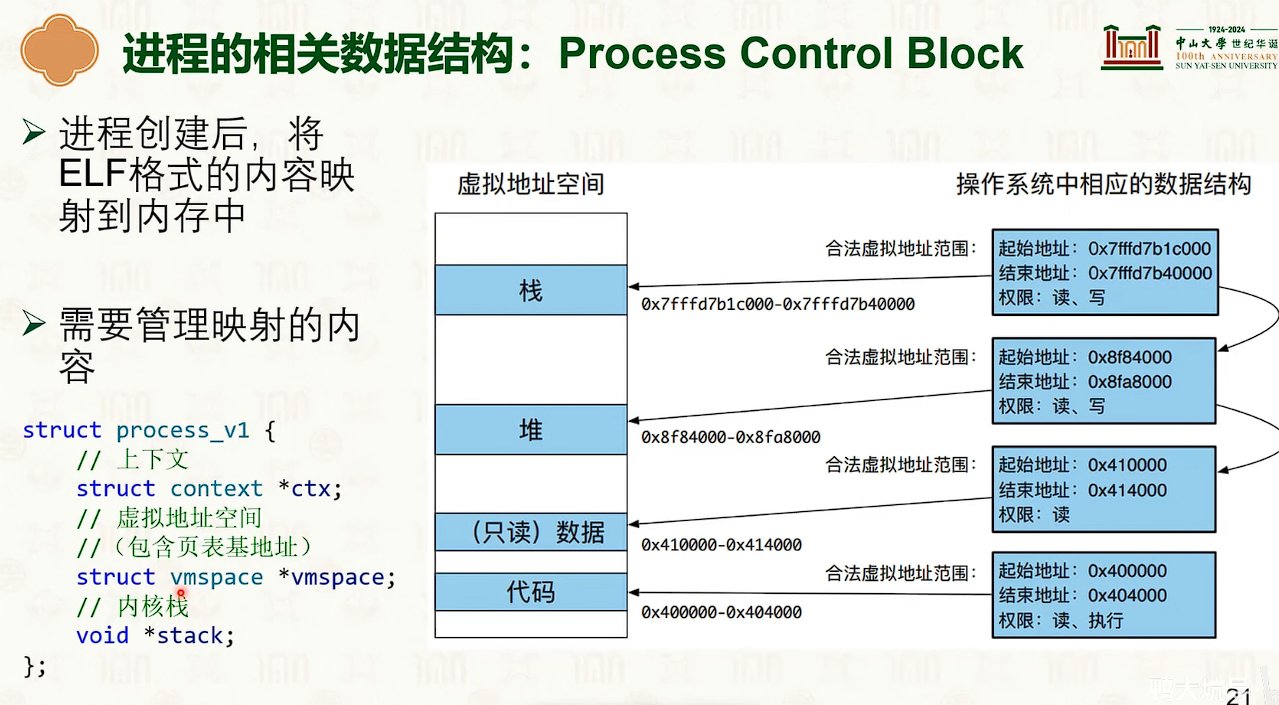 进程的相关数据结构：Process Control Block
1924-2024
中山大学 世纪华诞
100th ANNIVERSARY
SUN YAT-SEN UNIVERSITY
进程创建后，将
ELF格式的内容映
射到内存中
需要管理映射的内
容
struct process_v1 {
// 上下文
struct context *ctx;
// 虚拟地址空间
//（包含页表基地址）
struct vmspace *vmspace;
// 内核栈
void *stack;
};
虚拟地址空间
操作系统中相应的数据结构
栈
合法虚拟地址范围：
0x7fffd7b1c000-0x7fffd7b40000
起始地址：0x7fffd7b1c000
结束地址：0x7fffd7b40000
权限：读、写
堆
合法虚拟地址范围：
0x8f84000-0x8fa8000
起始地址：0x8f84000
结束地址：0x8fa8000
权限：读、写
（只读）数据
合法虚拟地址范围：
0x410000-0x414000
起始地址：0x410000
结束地址：0x414000
权限：读
代码
合法虚拟地址范围：
0x400000-0x404000
起始地址：0x400000
结束地址：0x404000
权限：读、执行
21